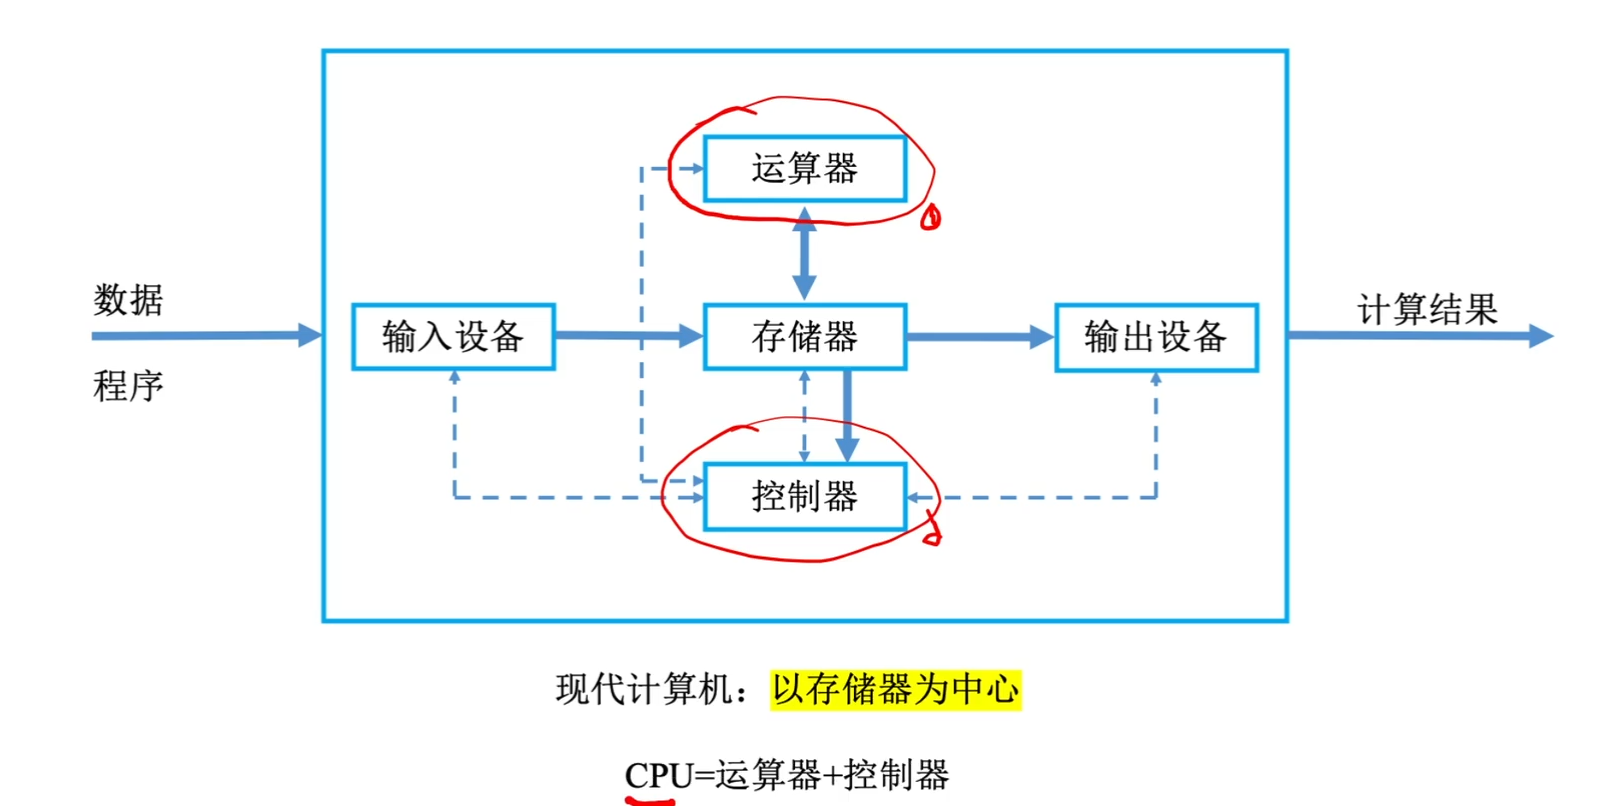 运算器
数据
程序
输入设备
存储器
输出设备
计算结果
控制器
现代计算机：以存储器为中心
CPU=运算器+控制器